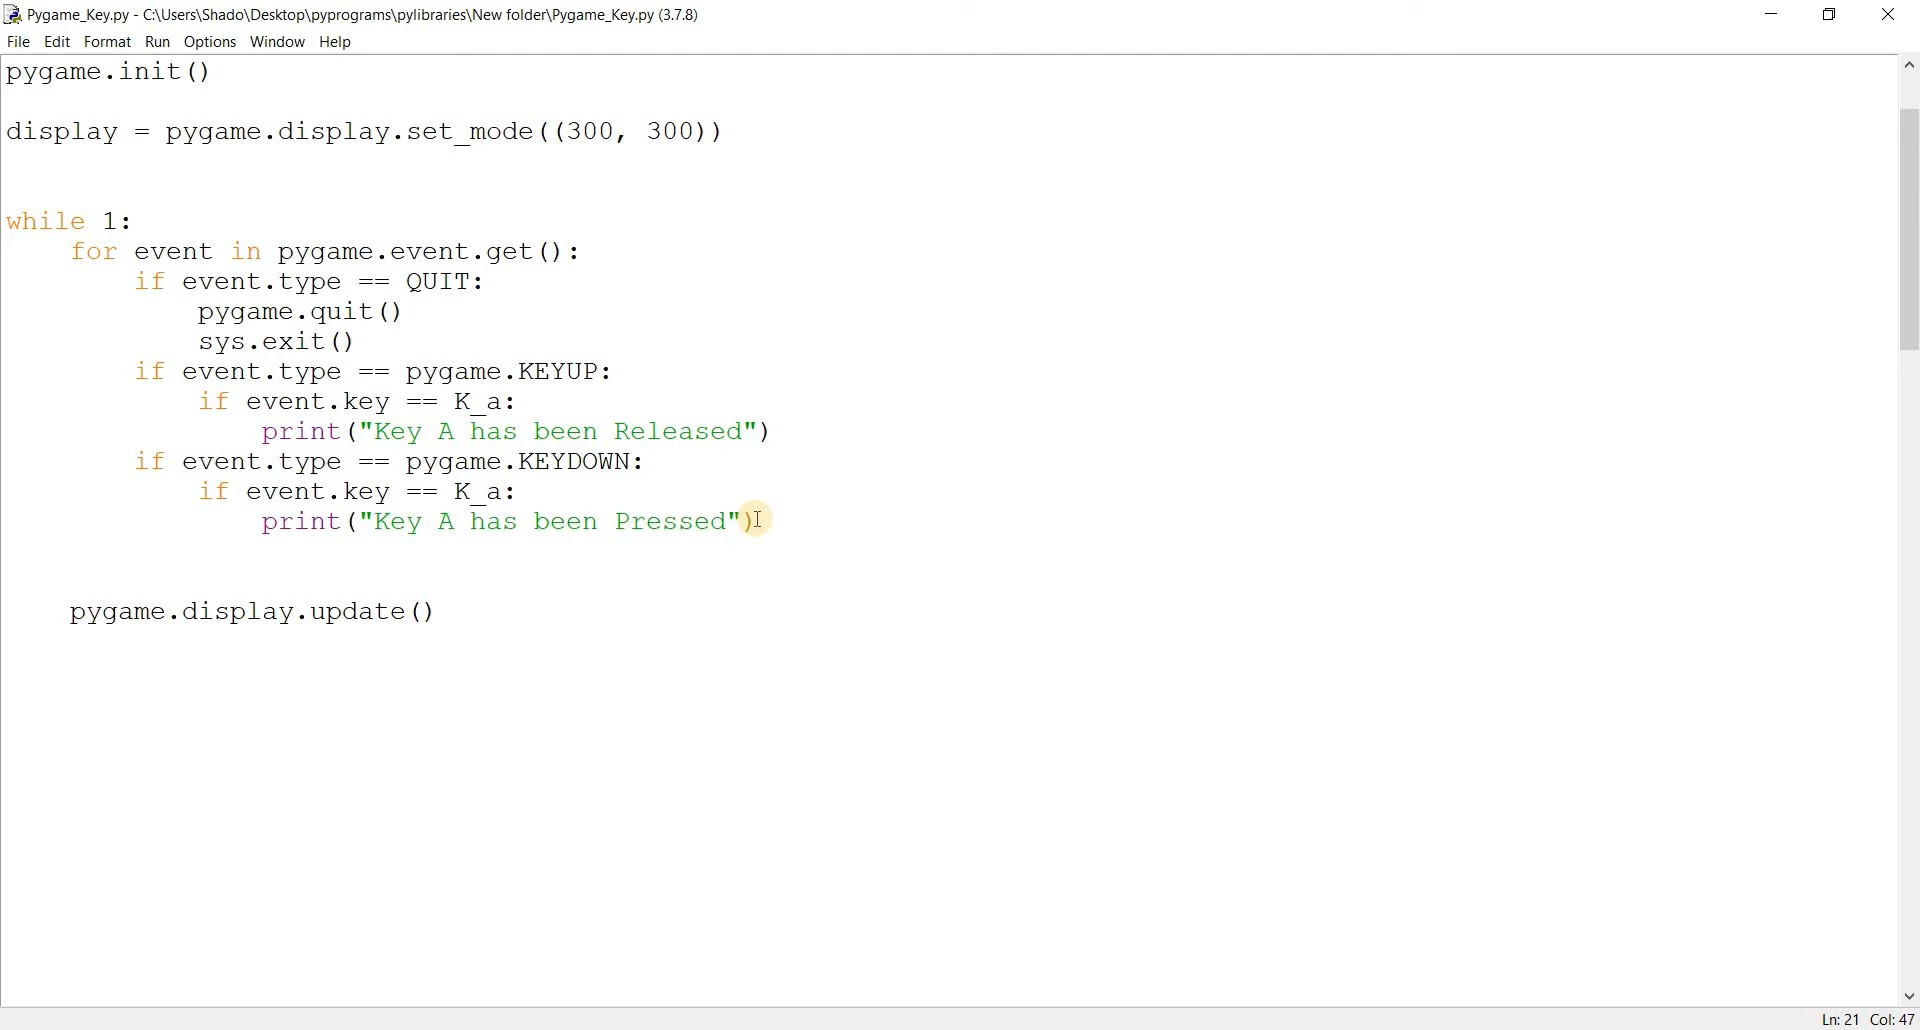 Pygame_Key.py - C:\Users\Shado\Desktop\pyprograms\pylibraries\New folder\Pygame_Key.py (3.7.8)
File Edit Format Run Options Window Help
pygame.init()
display = pygame.display.set_mode((300, 300))
while 1:
    for event in pygame.event.get():
        if event.type == QUIT:
            pygame.quit()
            sys.exit()
        if event.type == pygame.KEYUP:
            if event.key == K_a:
                print("Key A has been Released")
        if event.type == pygame.KEYDOWN:
            if event.key == K_a:
                print("Key A has been Pressed")
    pygame.display.update()
Ln: 21 Col: 47